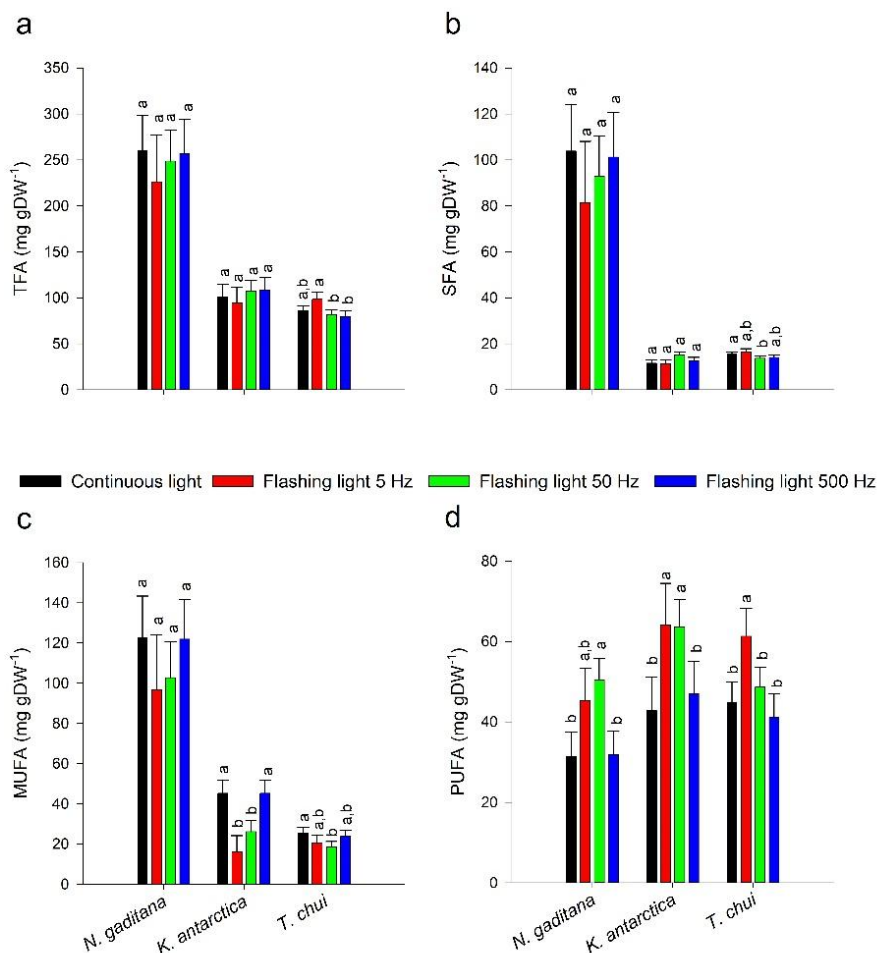 a
b
350
300
250
200
150
100
50
0
TFA (mg gDW-1)
a
a
a
a
a
a
a
a
a,b
a
b
b
140
120
100
80
60
40
20
0
SFA (mg gDW-1)
a
a
a
a
a
a
a
a
a
a,b
b
a,b
Continuous light Flashing light 5 Hz Flashing light 50 Hz Flashing light 500 Hz
c
d
160
140
120
100
80
60
40
20
0
MUFA (mg gDW-1)
a
a
a
a
a
b
b
a
a
a,b
b
a,b
N. gaditana
K. antarctica
T. chui
80
60
40
20
0
PUFA (mg gDW-1)
b
a,b
a
b
b
a
a
b
b
a
b
b
N. gaditana
K. antarctica
T. chui